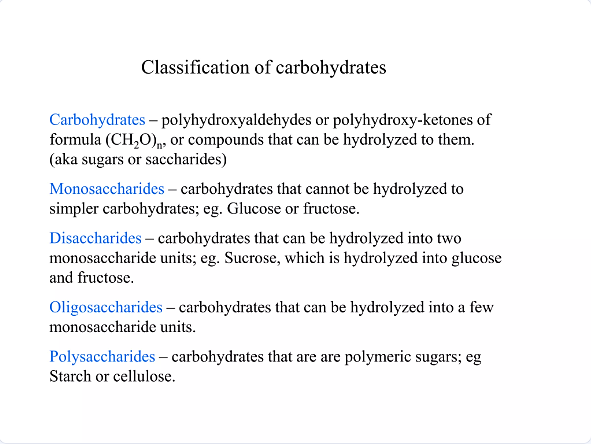 Classification of carbohydrates
Carbohydrates – polyhydroxyaldehydes or polyhydroxy-ketones of
formula (CH₂O)ₙ, or compounds that can be hydrolyzed to them.
(aka sugars or saccharides)
Monosaccharides – carbohydrates that cannot be hydrolyzed to
simpler carbohydrates; eg. Glucose or fructose.
Disaccharides – carbohydrates that can be hydrolyzed into two
monosaccharide units; eg. Sucrose, which is hydrolyzed into glucose
and fructose.
Oligosaccharides – carbohydrates that can be hydrolyzed into a few
monosaccharide units.
Polysaccharides – carbohydrates that are are polymeric sugars; eg
Starch or cellulose.